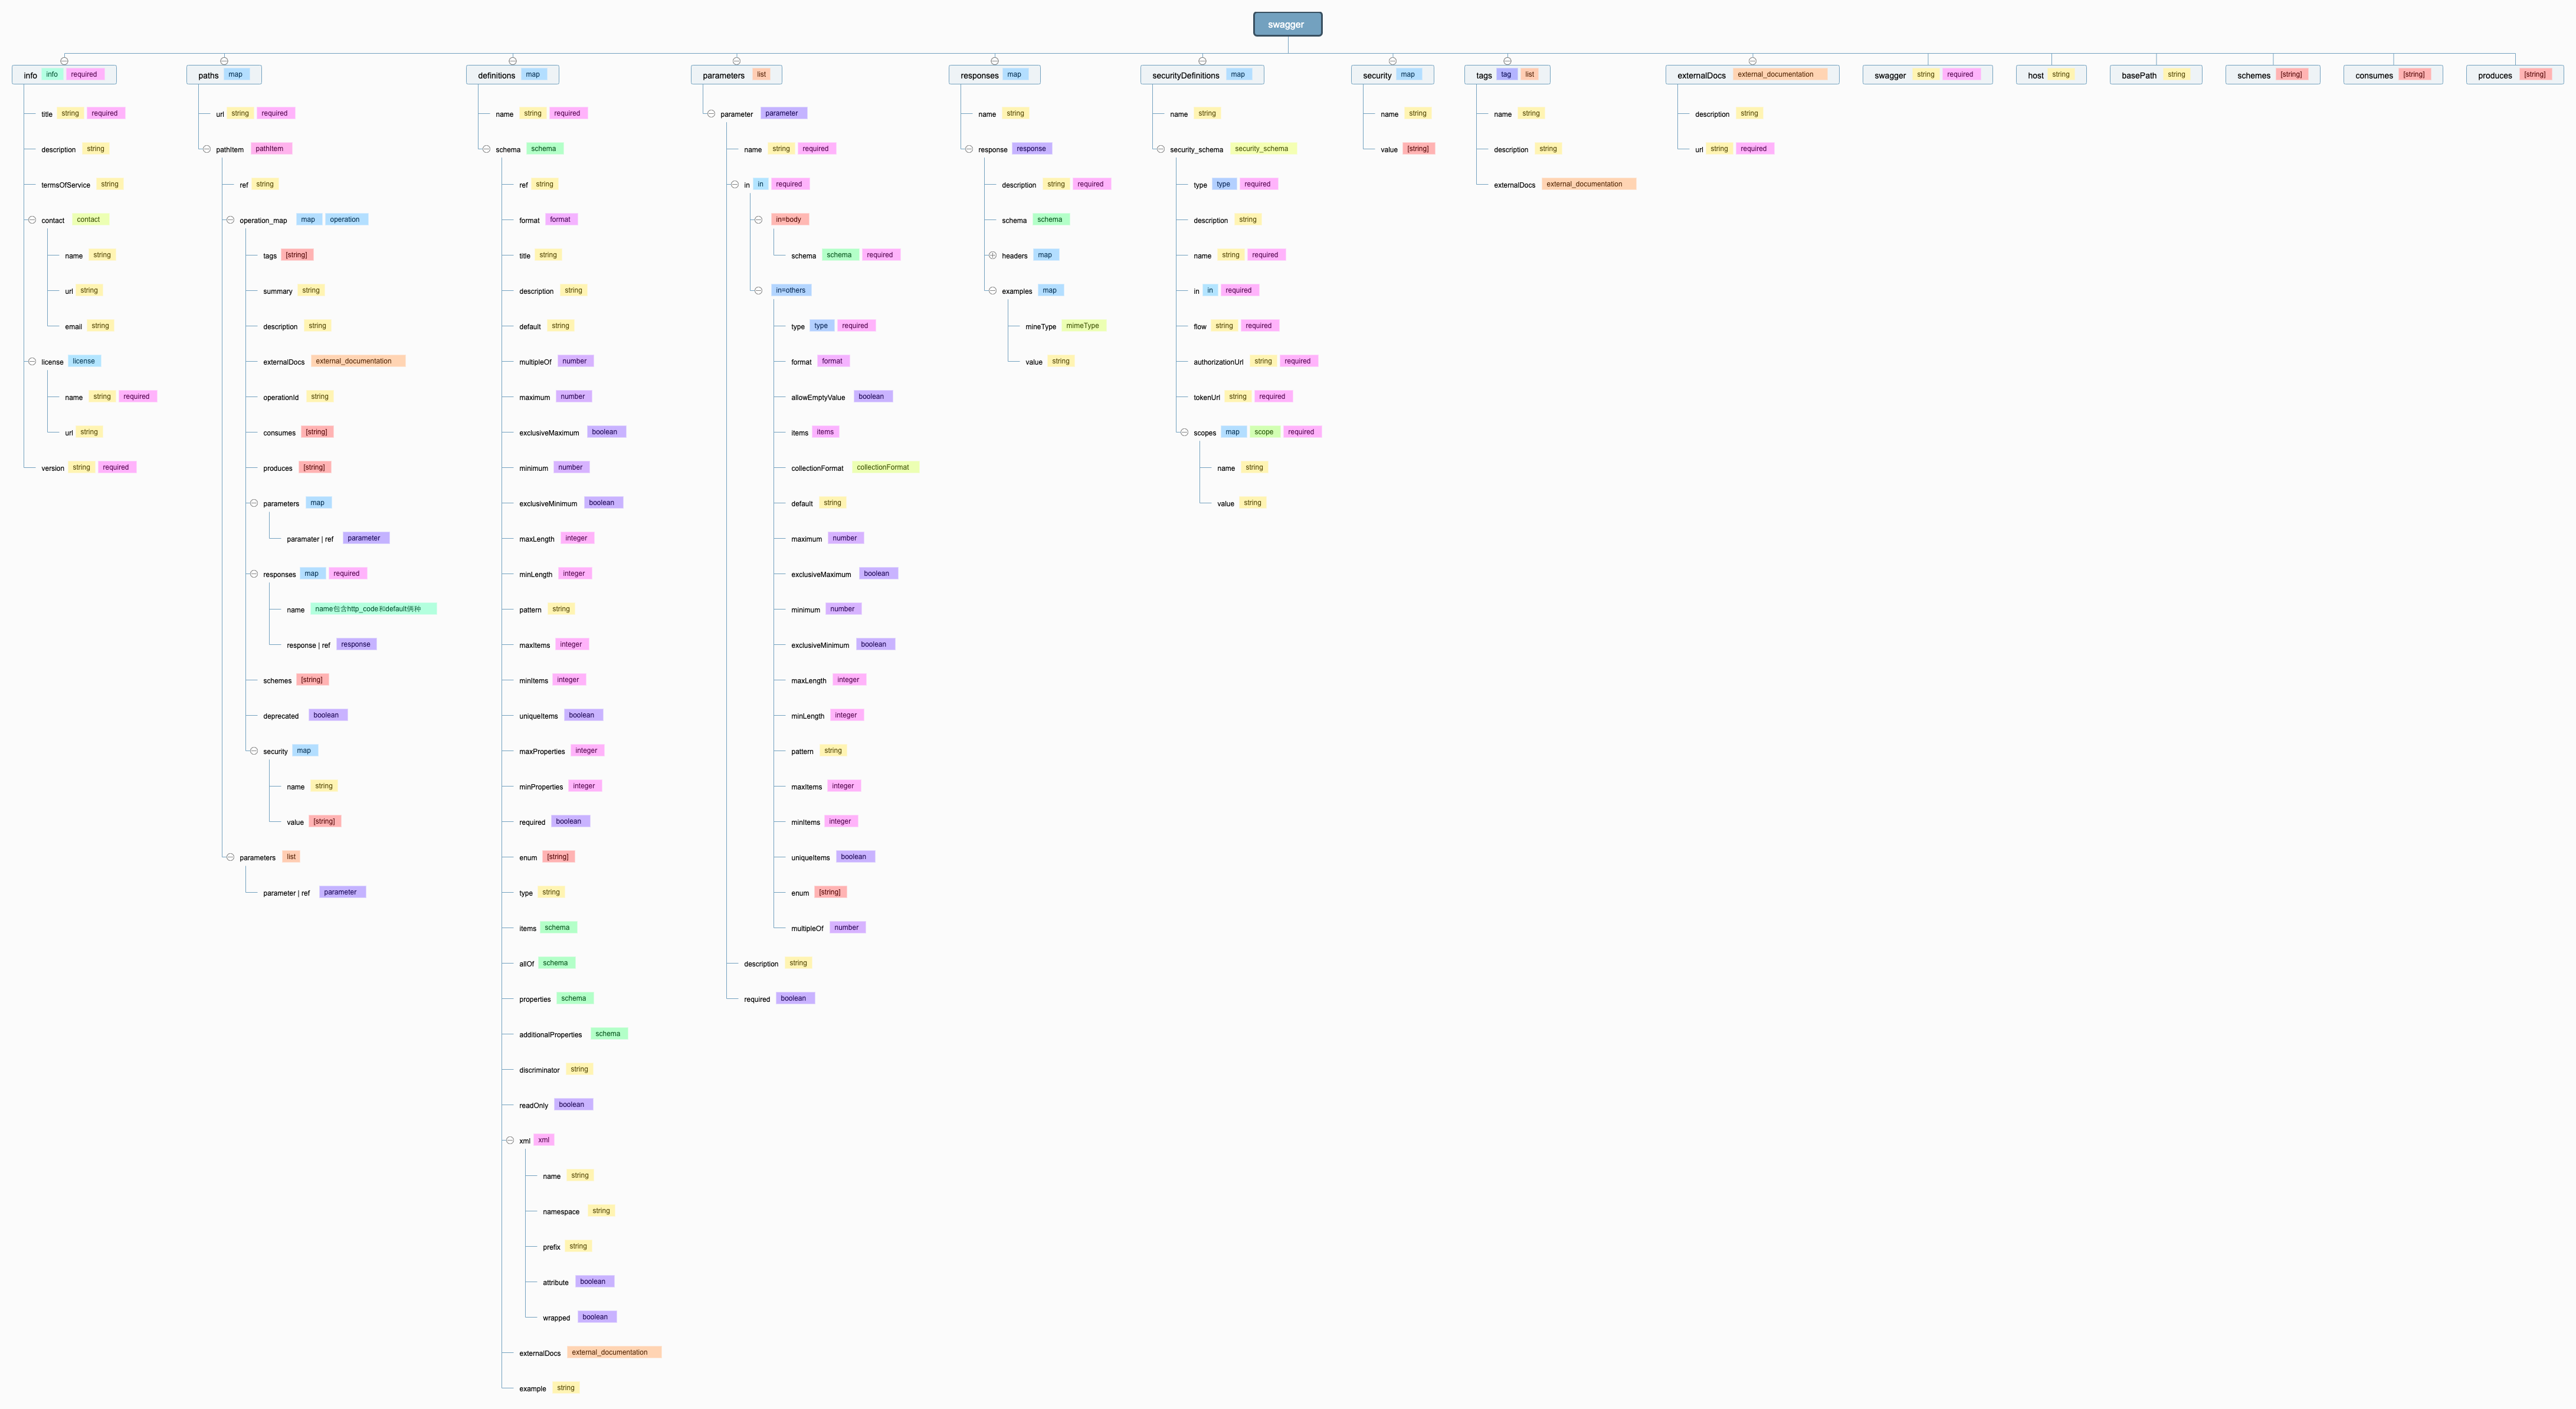 swagger
info info required
title string required
description string
termsOfService string
contact contact
name string
url string
email string
license license
name string required
url string
version string required
paths map
url string required
pathItem pathItem
ref string
operation_map map operation
tags [string]
summary string
description string
externalDocs external_documentation
operationId string
consumes [string]
produces [string]
parameters map
paramater | ref parameter
responses map required
name name包含http_code和default俩种
response | ref response
schemes [string]
deprecated boolean
security map
name string
value [string]
parameters list
parameter | ref parameter
definitions map
name string required
schema schema
ref string
format format
title string
description string
default string
multipleOf number
maximum number
exclusiveMaximum boolean
minimum number
exclusiveMinimum boolean
maxLength integer
minLength integer
pattern string
maxItems integer
minItems integer
uniqueItems boolean
maxProperties integer
minProperties integer
required boolean
enum [string]
type string
items schema
allOf schema
properties schema
additionalProperties schema
discriminator string
readOnly boolean
xml xml
name string
namespace string
prefix string
attribute boolean
wrapped boolean
externalDocs external_documentation
example string
parameters list
parameter parameter
name string required
in in required
in=body
schema schema required
in=others
type type required
format format
allowEmptyValue boolean
items items
collectionFormat collectionFormat
default string
maximum number
exclusiveMaximum boolean
minimum number
exclusiveMinimum boolean
maxLength integer
minLength integer
pattern string
maxItems integer
minItems integer
uniqueItems boolean
enum [string]
multipleOf number
description string
required boolean
responses map
name string
response response
description string required
schema schema
headers map
examples map
mineType mimeType
value string
securityDefinitions map
name string
security_schema security_schema
type type required
description string
name string required
in in required
flow string required
authorizationUrl string required
tokenUrl string required
scopes map scope required
name string
value string
security map
name string
value [string]
tags tag list
name string
description string
externalDocs external_documentation
externalDocs external_documentation
description string
url string required
swagger string required
host string
basePath string
schemes [string]
consumes [string]
produces [string]